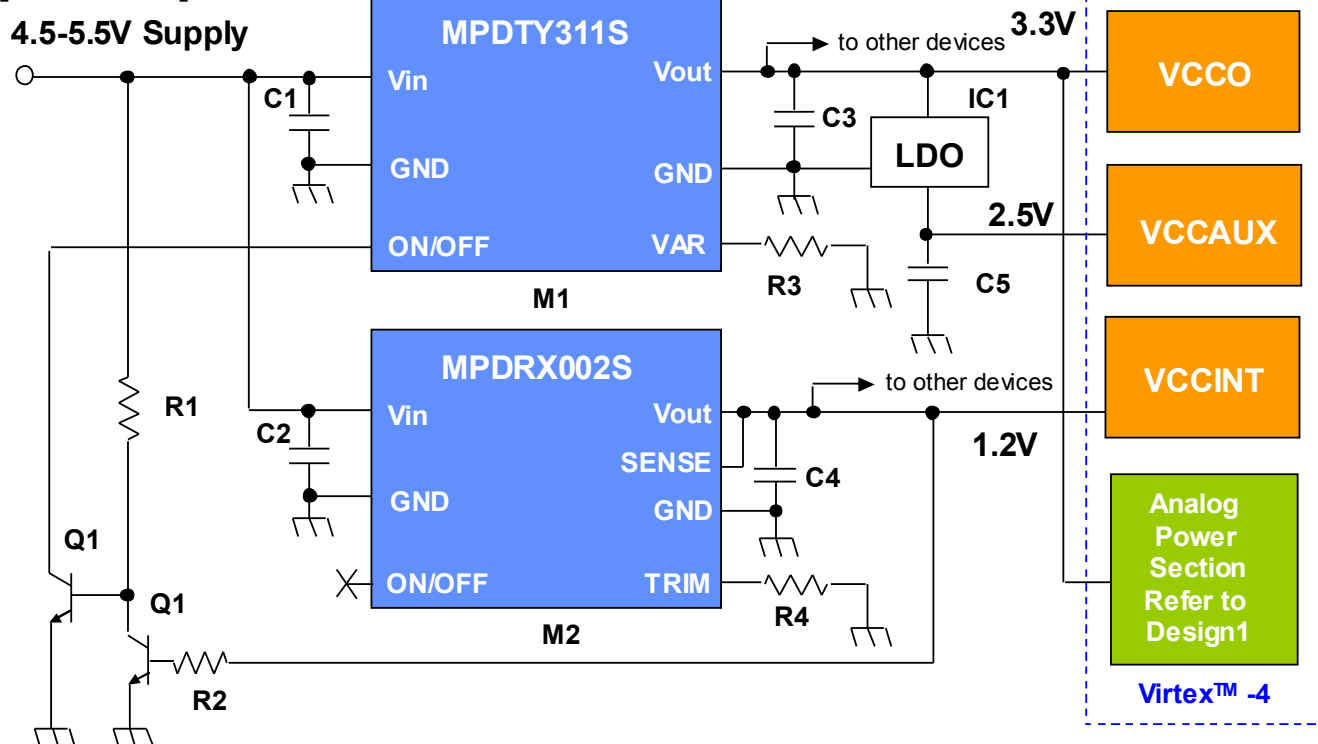 4.5-5.5V Supply
MPDTY311S
to other devices
3.3V
VCCO
Vin
Vout
C1
C3
IC1
LDO
GND
GND
2.5V
VCCAUX
ON/OFF
VAR
R3
C5
M1
MPDRX002S
to other devices
VCCINT
R1
Vin
Vout
C2
1.2V
SENSE
C4
GND
GND
Analog
Power
Section
Refer to
Design1
Q1
ON/OFF
TRIM
Q1
R4
M2
R2
Virtex™ -4